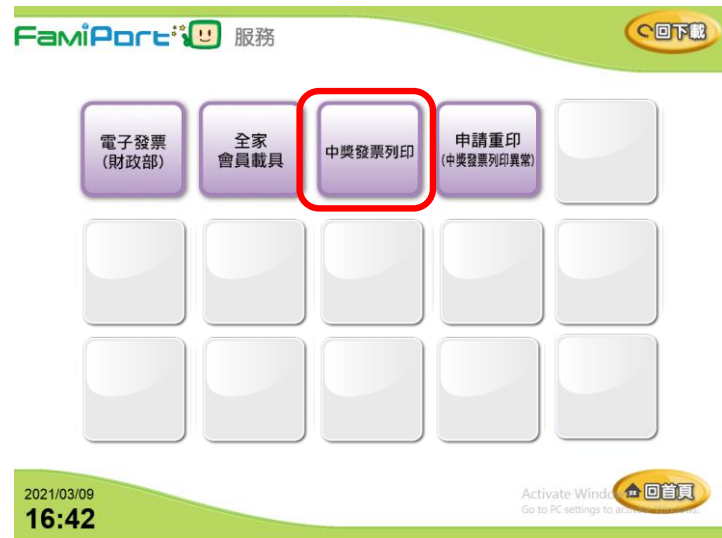 FamiPort 服務
回下載
電子發票
(財政部)
全家
會員載具
中獎發票列印
申請重印
(中獎發票列印異常)
2021/03/09
16:42
Activate Windo
Go to PC settings to
回首頁